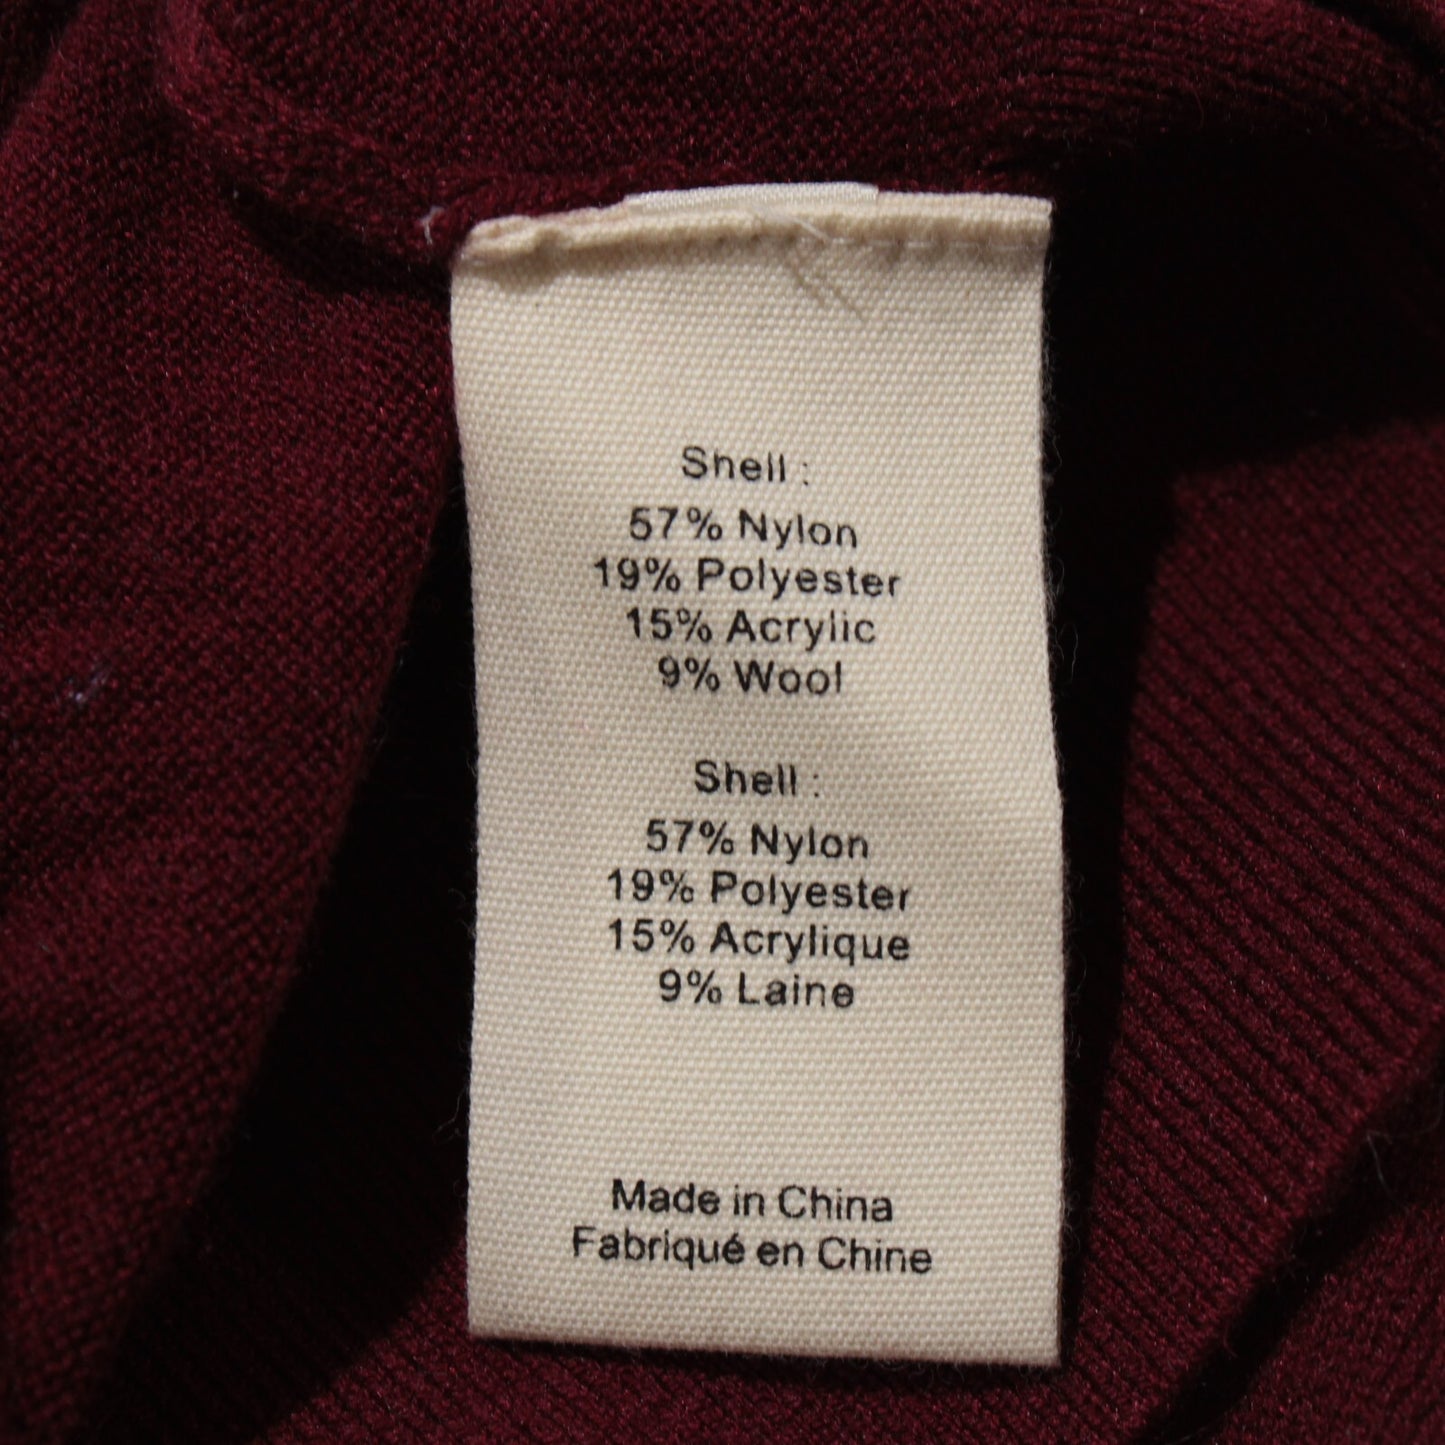 Shell :
57% Nylon
19% Polyester
15% Acrylic
9% Wool
Shell :
57% Nylon
19% Polyester
15% Acrylique
9% Laine
Made in China
Fabriqué en Chine